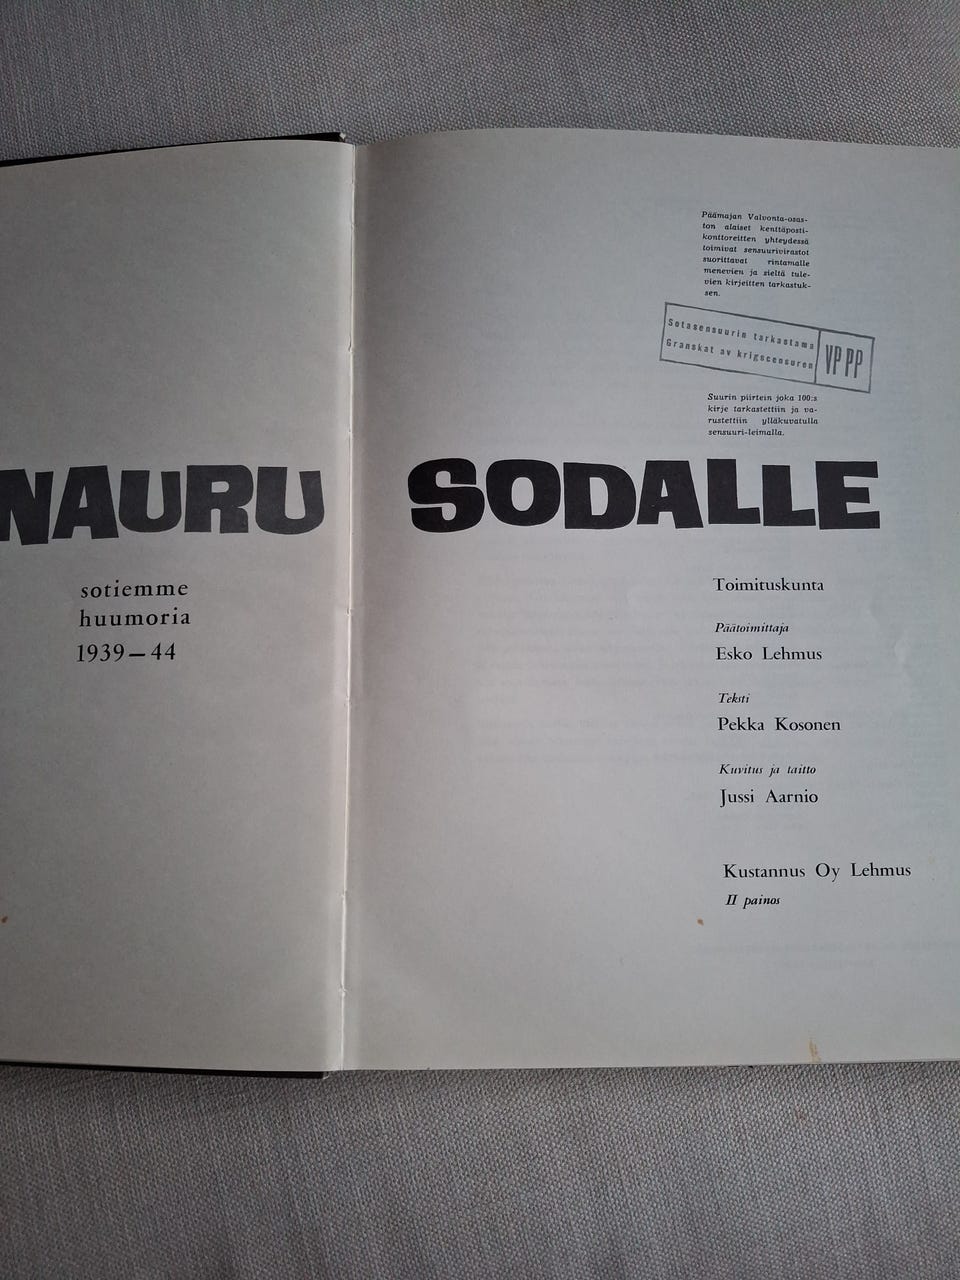 NAURU SODALLE
sotiemme
huumoria
1939—44
Päämajan Valvonta-osas-
ton alaiset kenttäposti-
konttoreitten yhteydessä
toimivat sensuurivirastot
suorittavat rintamalle
menevien ja sieltä tule-
vien kirjeitten tarkastuk-
sen.
Sotasensuurin tarkastama
Granskat av krigscensuren
VP PP
Suurin piirtein joka 100:s
kirje tarkastettiin ja va-
rustettiin ylläkuvatulla
sensuuri-leimalla.
Toimituskunta
Päätoimittaja
Esko Lehmus
Teksti
Pekka Kosonen
Kuvitus ja taitto
Jussi Aarnio
Kustannus Oy Lehmus
II painos